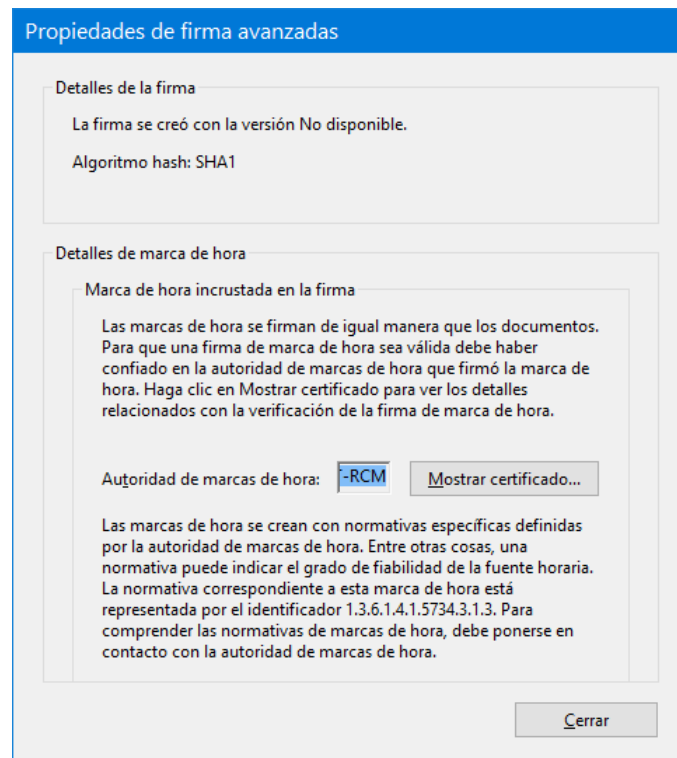 Propiedades de firma avanzadas
Detalles de la firma
La firma se creó con la versión No disponible.
Algoritmo hash: SHA1
Detalles de marca de hora
Marca de hora incrustada en la firma
Las marcas de hora se firman de igual manera que los documentos.
Para que una firma de marca de hora sea válida debe haber
confiado en la autoridad de marcas de hora que firmó la marca de
hora. Haga clic en Mostrar certificado para ver los detalles
relacionados con la verificación de la firma de marca de hora.
Autoridad de marcas de hora: -RCM Mostrar certificado...
Las marcas de hora se crean con normativas específicas definidas
por la autoridad de marcas de hora. Entre otras cosas, una
normativa puede indicar el grado de fiabilidad de la fuente horaria.
La normativa correspondiente a esta marca de hora está
representada por el identificador 1.3.6.1.4.1.5734.3.1.3. Para
comprender las normativas de marcas de hora, debe ponerse en
contacto con la autoridad de marcas de hora.
Cerrar